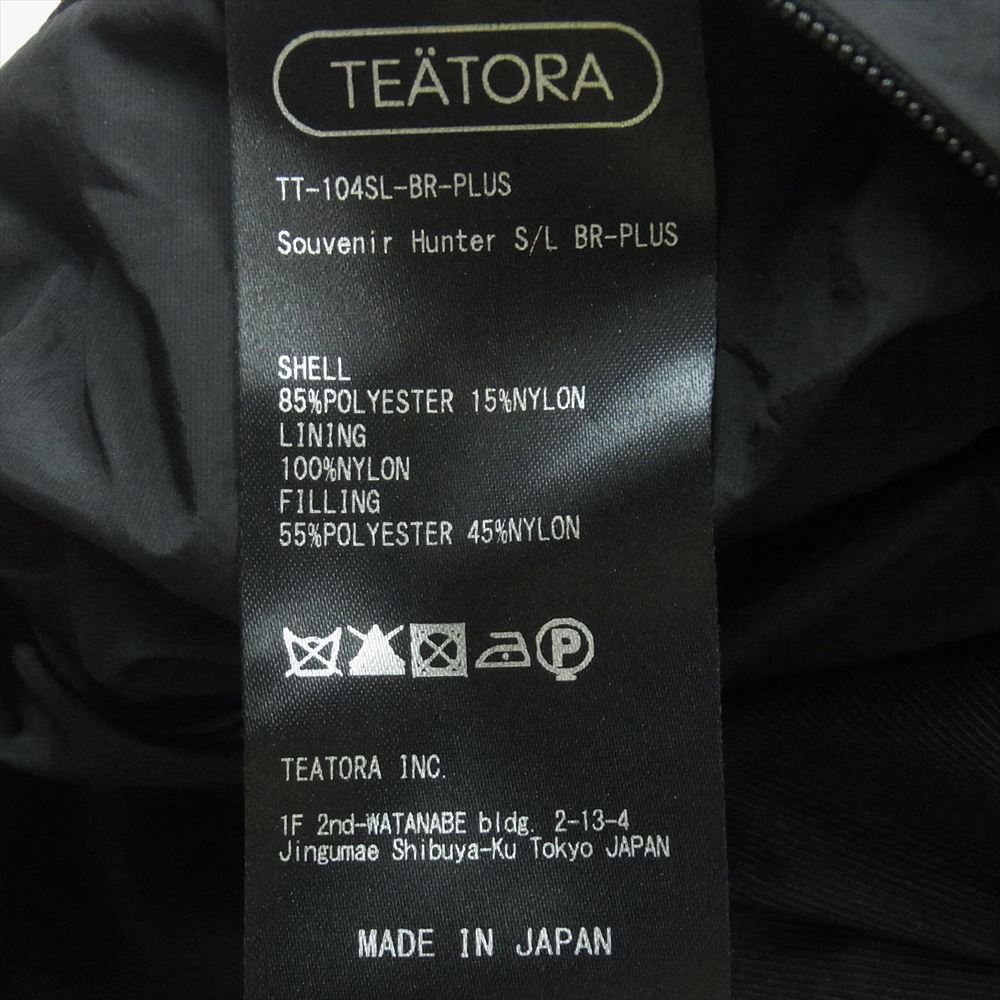 TEÄTORA
TT-104SL-BR-PLUS
Souvenir Hunter S/L BR-PLUS
SHELL
85%POLYESTER 15%NYLON
LINING
100%NYLON
FILLING
55%POLYESTER 45%NYLON
P
TEATORA INC.
1F 2nd-WATANABE bldg. 2-13-4
Jingumae Shibuya-Ku Tokyo JAPAN
MADE IN JAPAN